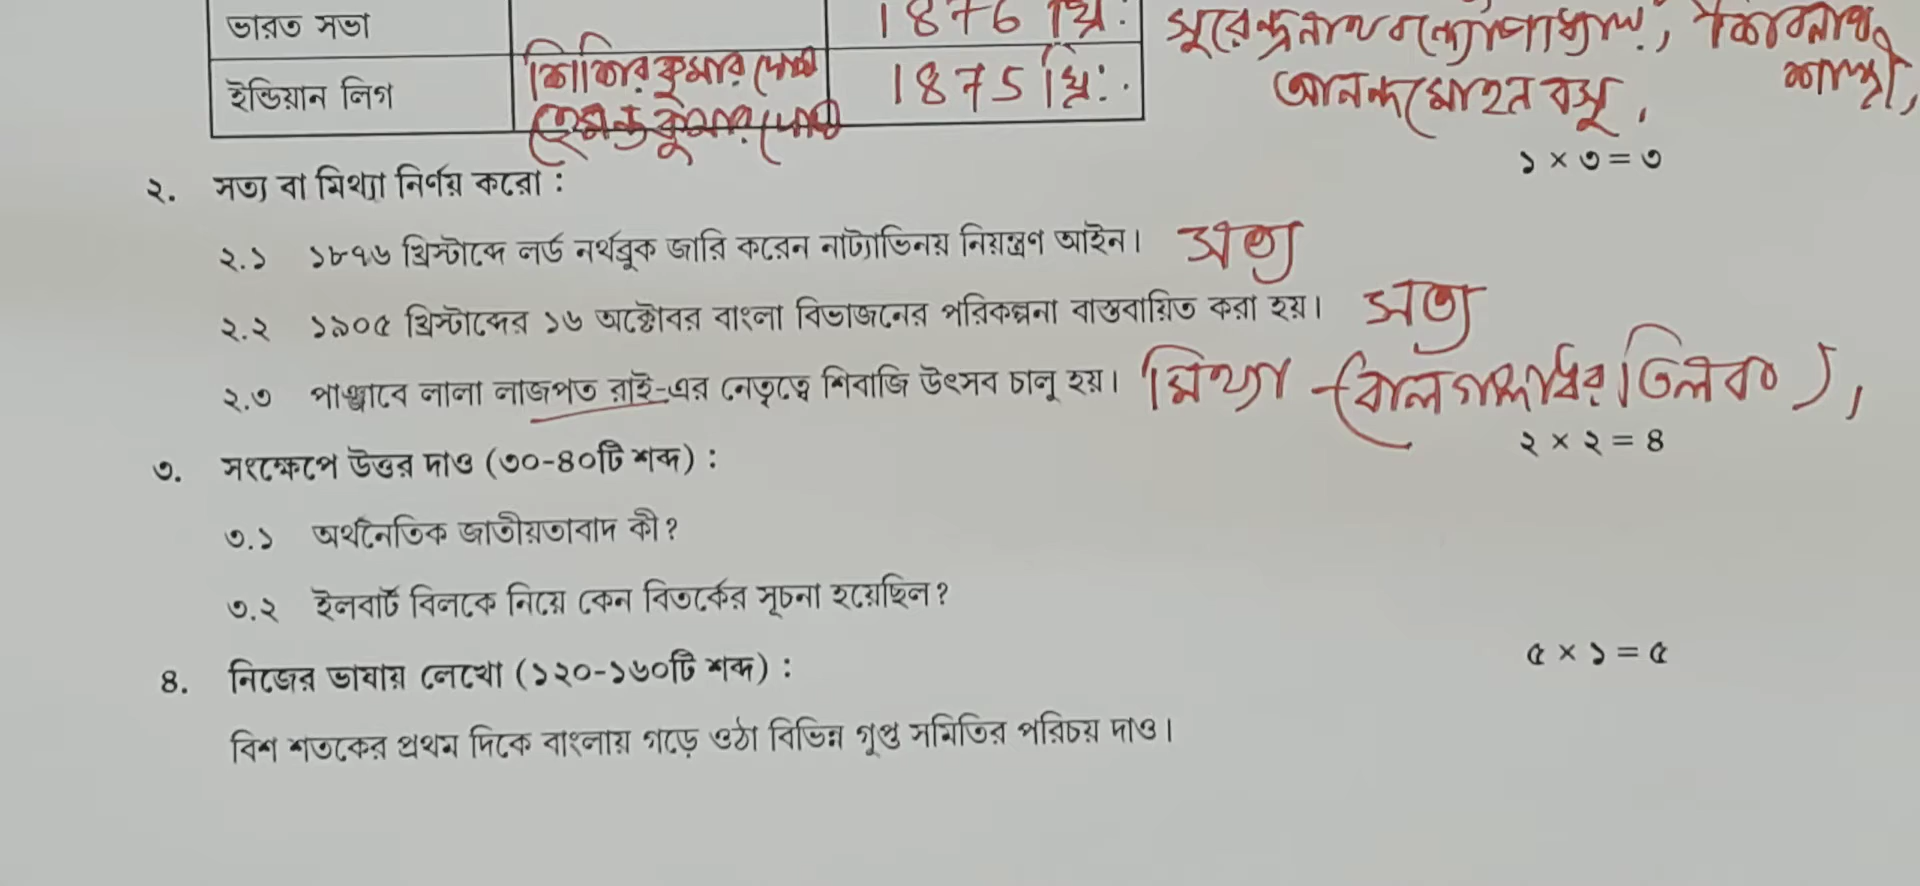 ভারত সভা 1876 খ্রি: সুরেন্দ্রনাথ বন্দ্যোপাধ্যায়, শিবনাথ
ইন্ডিয়ান লিগ শিশির কুমার ঘোষ 1875 খ্রি: আনন্দমোহন বসু, শাস্ত্রী,
হেমন্ত কুমার ঘোষ
১ × ৩ = ৩
২. সত্য বা মিথ্যা নির্ণয় করো :
২.১ ১৮৭৬ খ্রিস্টাব্দে লর্ড নর্থব্রুক জারি করেন নাট্যাভিনয় নিয়ন্ত্রণ আইন। সত্য
২.২ ১৯০৫ খ্রিস্টাব্দের ১৬ অক্টোবর বাংলা বিভাজনের পরিকল্পনা বাস্তবায়িত করা হয়। সত্য
২.৩ পাঞ্জাবে লালা লাজপত রাই-এর নেতৃত্বে শিবাজি উৎসব চালু হয়। মিথ্যা - (বাল গঙ্গাধর তিলক),
২ × ২ = ৪
৩. সংক্ষেপে উত্তর দাও (৩০-৪০টি শব্দ) :
৩.১ অর্থনৈতিক জাতীয়তাবাদ কী?
৩.২ ইলবার্ট বিলকে নিয়ে কেন বিতর্কের সূচনা হয়েছিল?
৫ × ১ = ৫
৪. নিজের ভাষায় লেখো (১২০-১৬০টি শব্দ) :
বিশ শতকের প্রথম দিকে বাংলায় গড়ে ওঠা বিভিন্ন গুপ্ত সমিতির পরিচয় দাও।